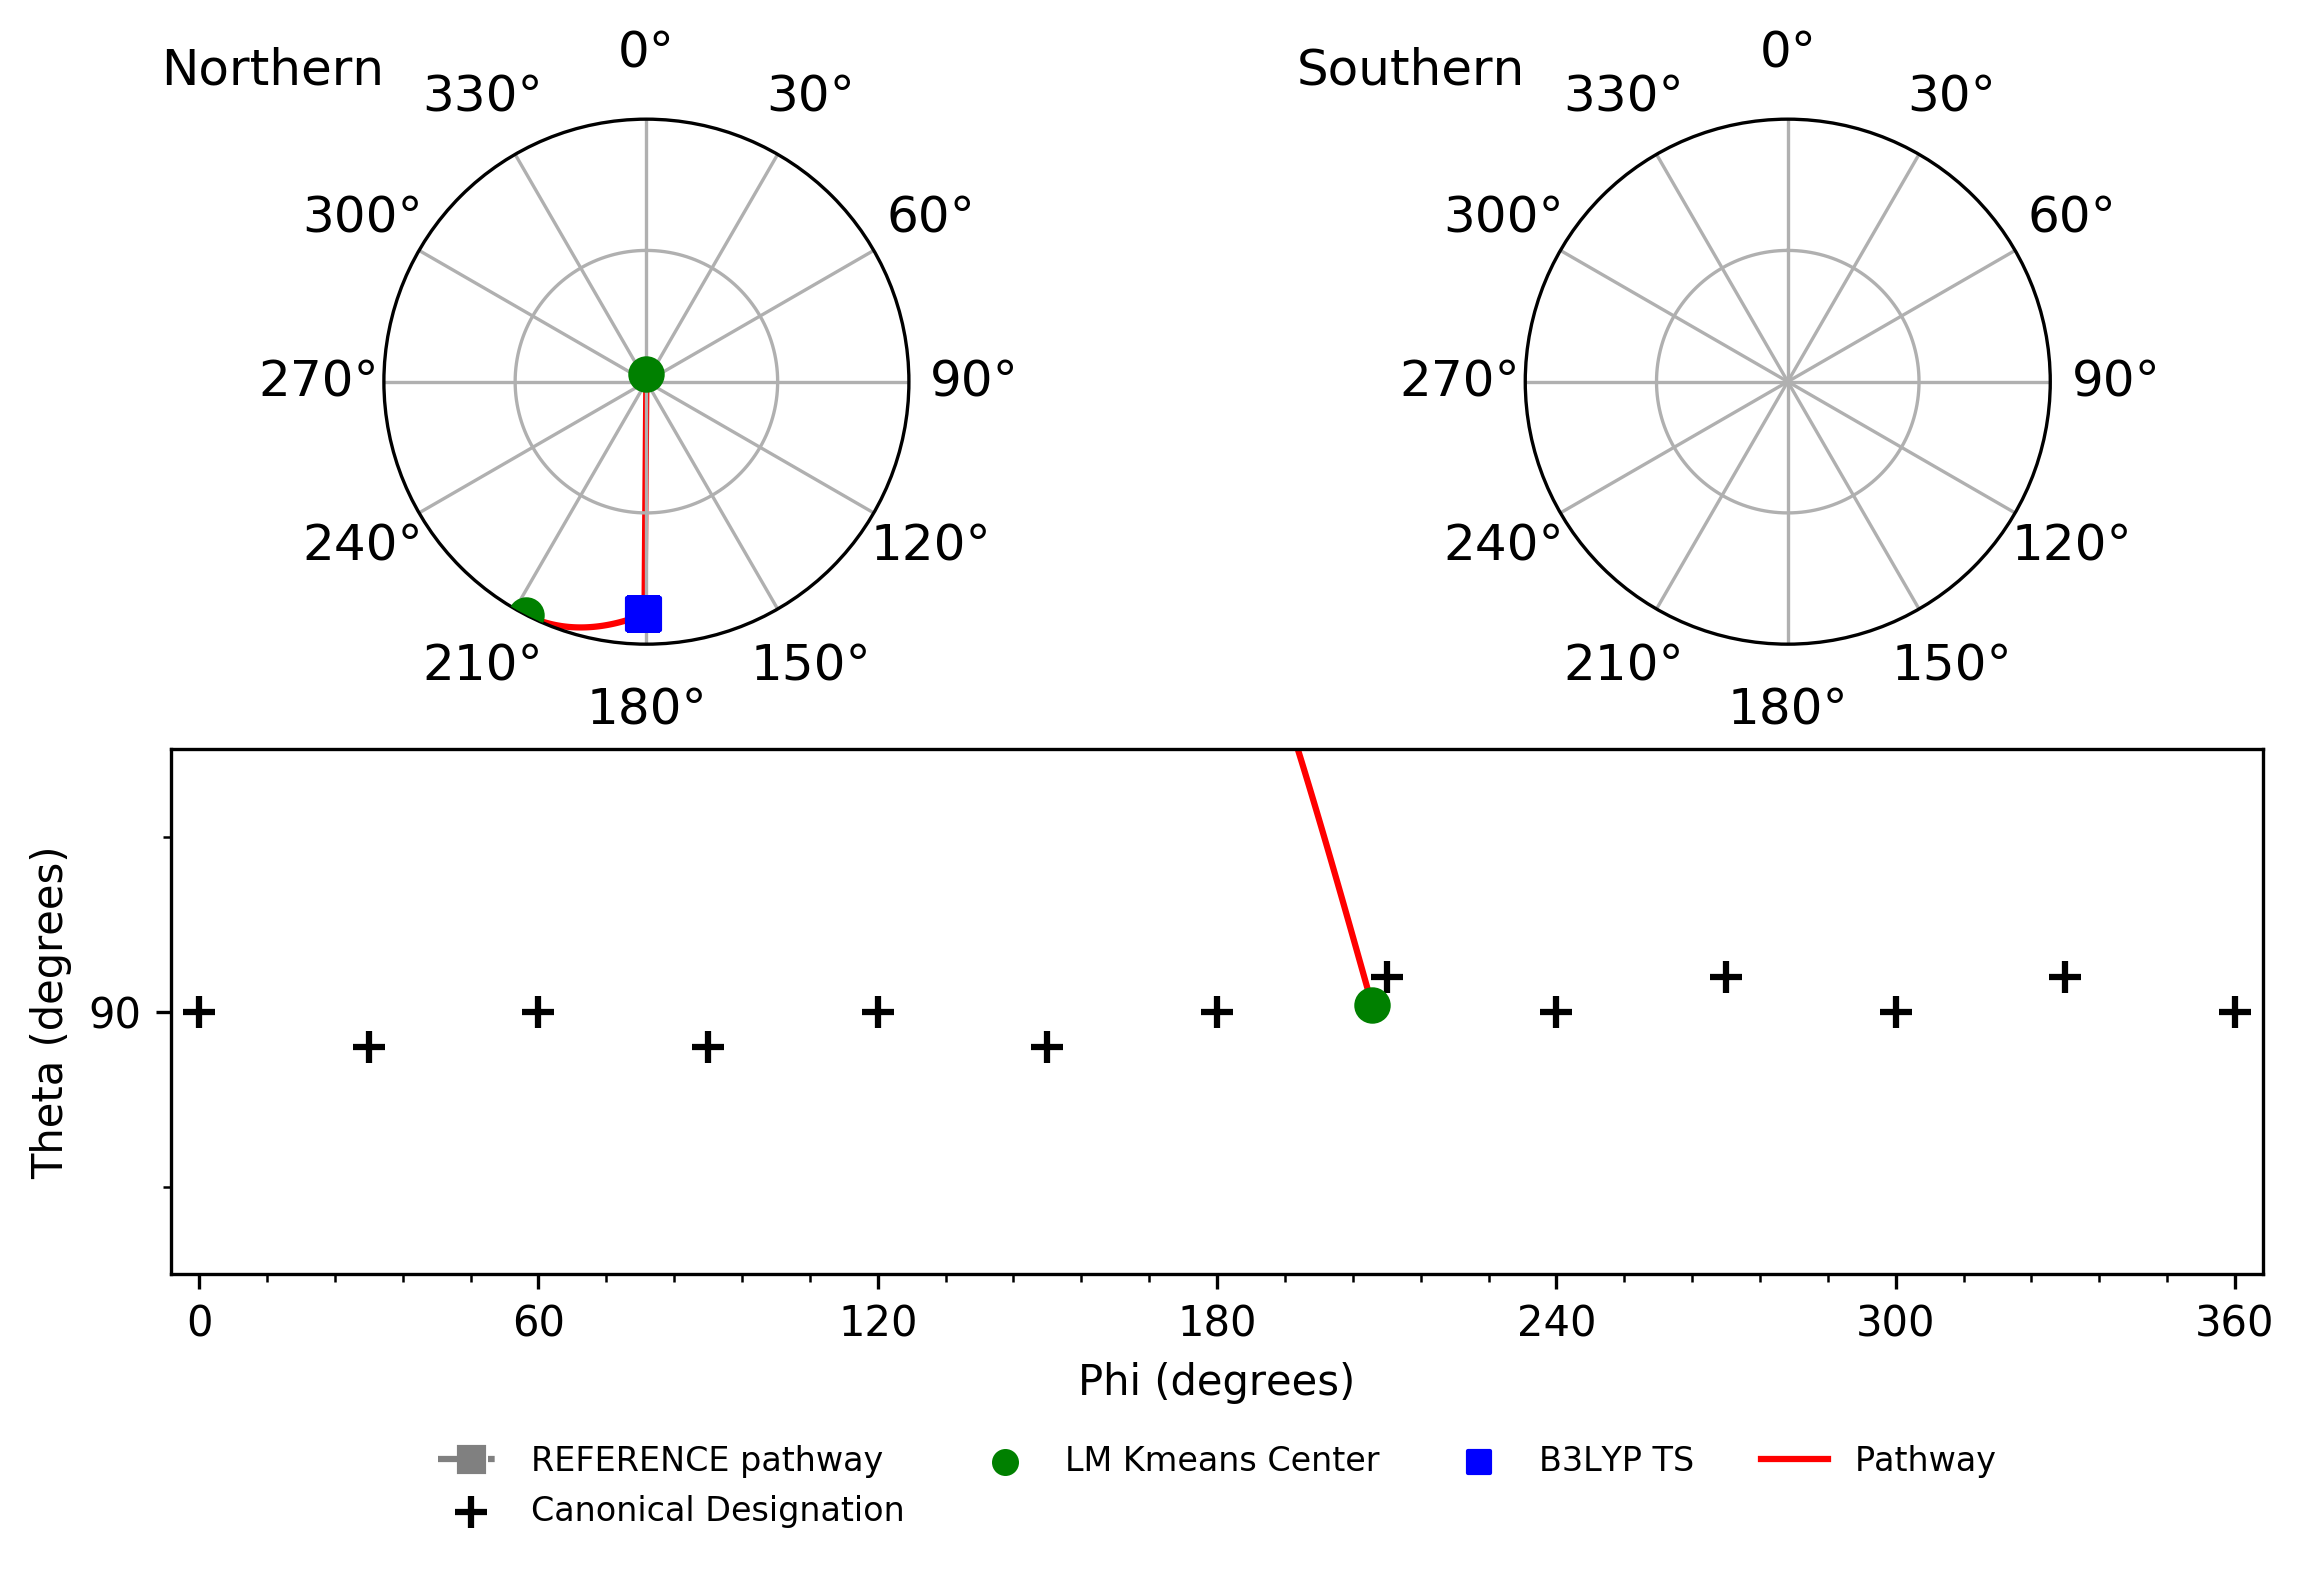 Northern
0°
30°
60°
90°
120°
150°
180°
210°
240°
270°
300°
330°
Southern
0°
30°
60°
90°
120°
150°
180°
210°
240°
270°
300°
330°
Theta (degrees)
90
0 60 120 180 240 300 360
Phi (degrees)
REFERENCE pathway
Canonical Designation
LM Kmeans Center
B3LYP TS
Pathway